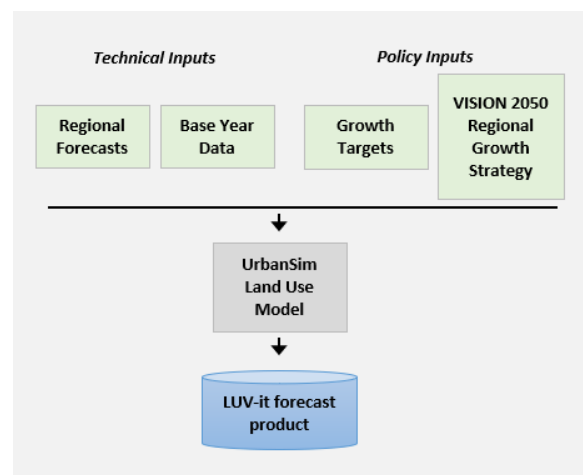 Technical Inputs
Policy Inputs
Regional
Forecasts
Base Year
Data
Growth
Targets
VISION 2050
Regional
Growth
Strategy
UrbanSim
Land Use
Model
LUV-it forecast
product